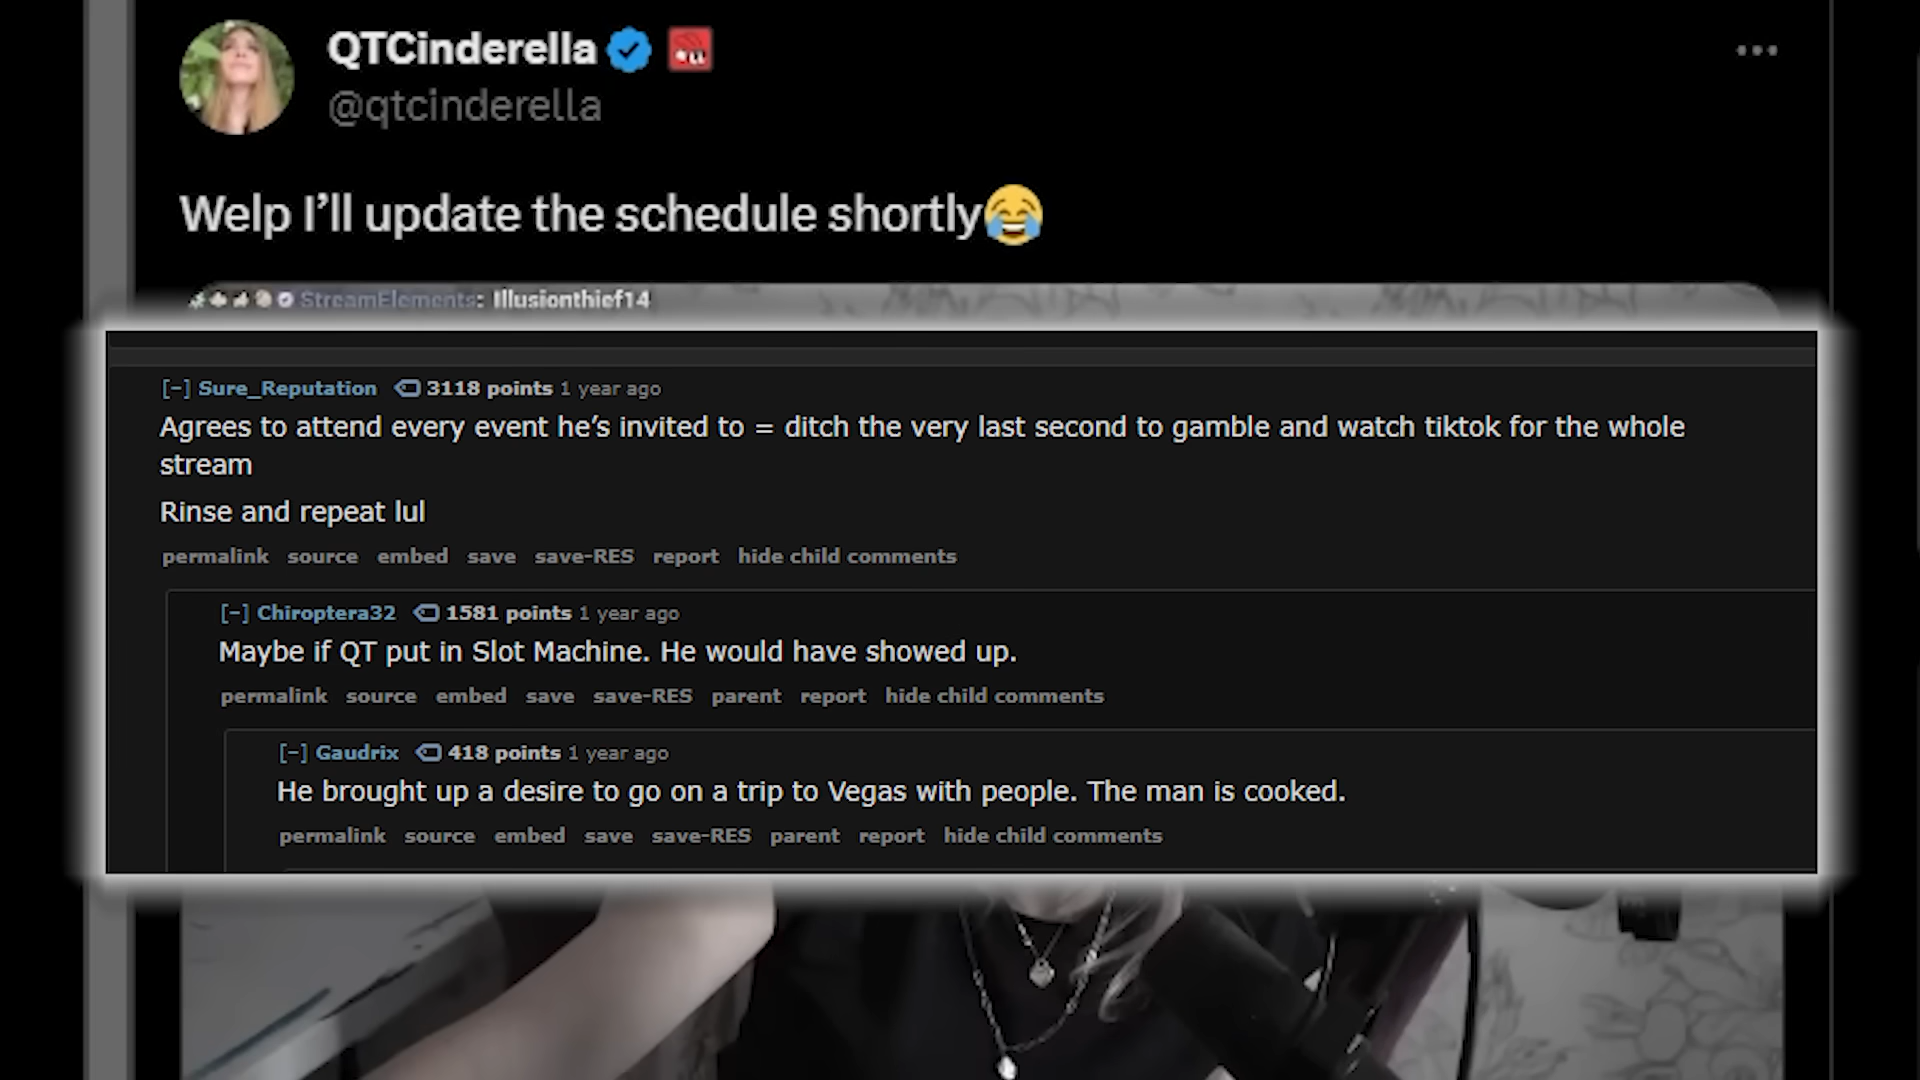 QTCinderella
@qtcinderella
Welp I’ll update the schedule shortly😂
StreamElements: Illusionthief14
[-] Sure_Reputation 3118 points 1 year ago
Agrees to attend every event he’s invited to = ditch the very last second to gamble and watch tiktok for the whole
stream
Rinse and repeat lul
permalink source embed save save-RES report hide child comments
[-] Chiroptera32 1581 points 1 year ago
Maybe if QT put in Slot Machine. He would have showed up.
permalink source embed save save-RES parent report hide child comments
[-] Gaudrix 418 points 1 year ago
He brought up a desire to go on a trip to Vegas with people. The man is cooked.
permalink source embed save save-RES parent report hide child comments